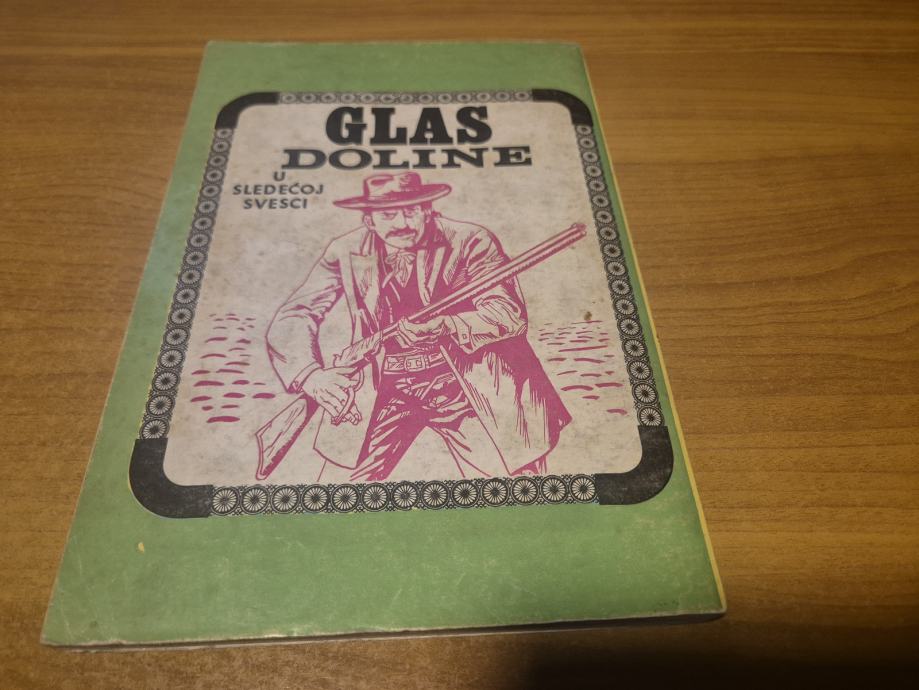 GLAS
DOLINE
U
SLEDEĆOJ
SVESCI